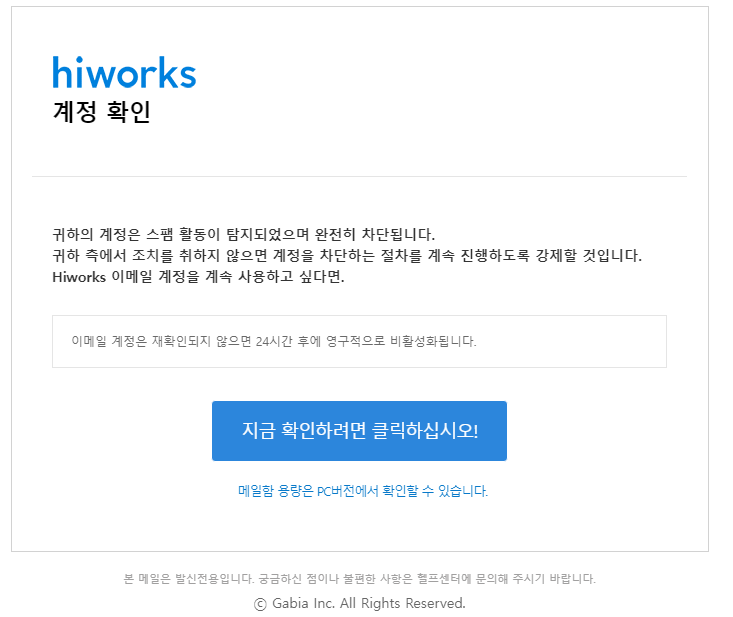 hiworks
계정 확인
귀하의 계정은 스팸 활동이 탐지되었으며 완전히 차단됩니다.
귀하 측에서 조치를 취하지 않으면 계정을 차단하는 절차를 계속 진행하도록 강제할 것입니다.
Hiworks 이메일 계정을 계속 사용하고 싶다면.
이메일 계정은 재확인되지 않으면 24시간 후에 영구적으로 비활성화됩니다.
지금 확인하려면 클릭하십시오!
메일함 용량은 PC버전에서 확인할 수 있습니다.
본 메일은 발신전용입니다. 궁금하신 점이나 불편한 사항은 헬프센터에 문의해 주시기 바랍니다.
ⓒ Gabia Inc. All Rights Reserved.